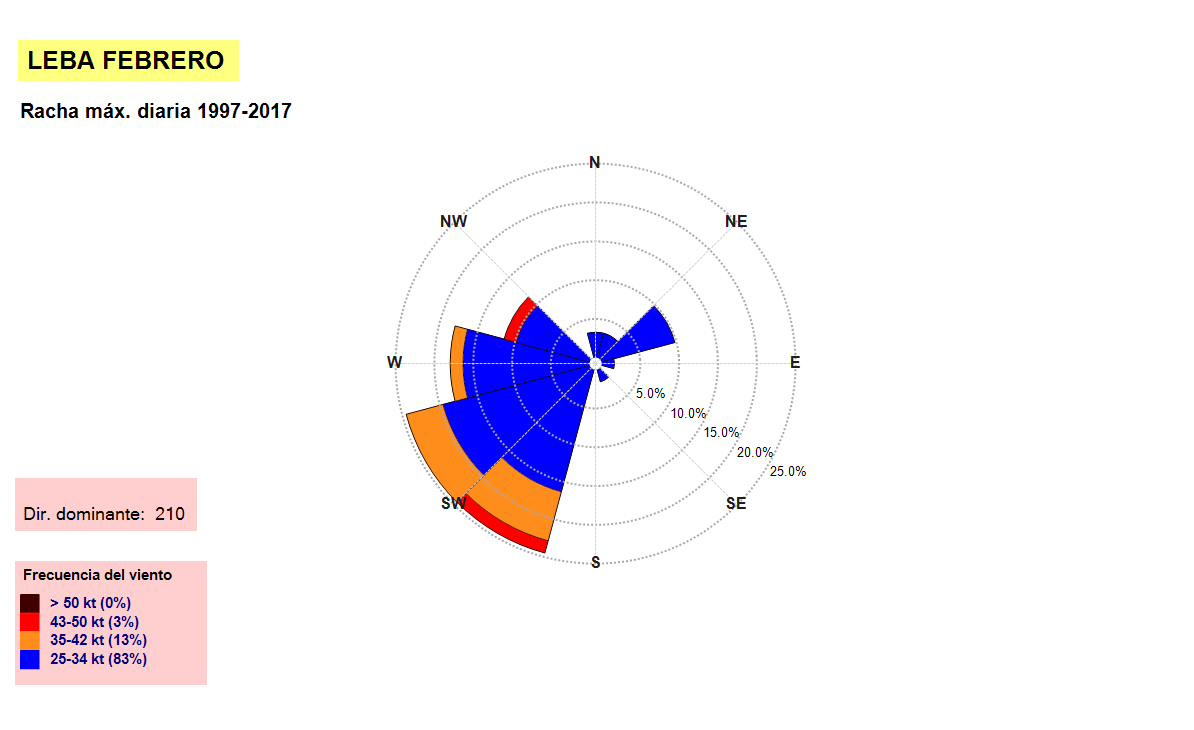 LEBA FEBRERO
Racha máx. diaria 1997-2017
N
NW
NE
W
E
5.0%
10.0%
15.0%
20.0%
25.0%
SW
SE
S
Dir. dominante: 210
Frecuencia del viento
> 50 kt (0%)
43-50 kt (3%)
35-42 kt (13%)
25-34 kt (83%)